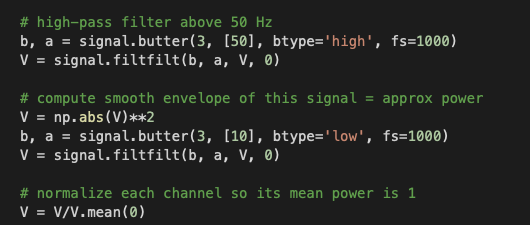 # high-pass filter above 50 Hz
b, a = signal.butter(3, [50], btype='high', fs=1000)
V = signal.filtfilt(b, a, V, 0)
# compute smooth envelope of this signal = approx power
V = np.abs(V)**2
b, a = signal.butter(3, [10], btype='low', fs=1000)
V = signal.filtfilt(b, a, V, 0)
# normalize each channel so its mean power is 1
V = V/V.mean(0)